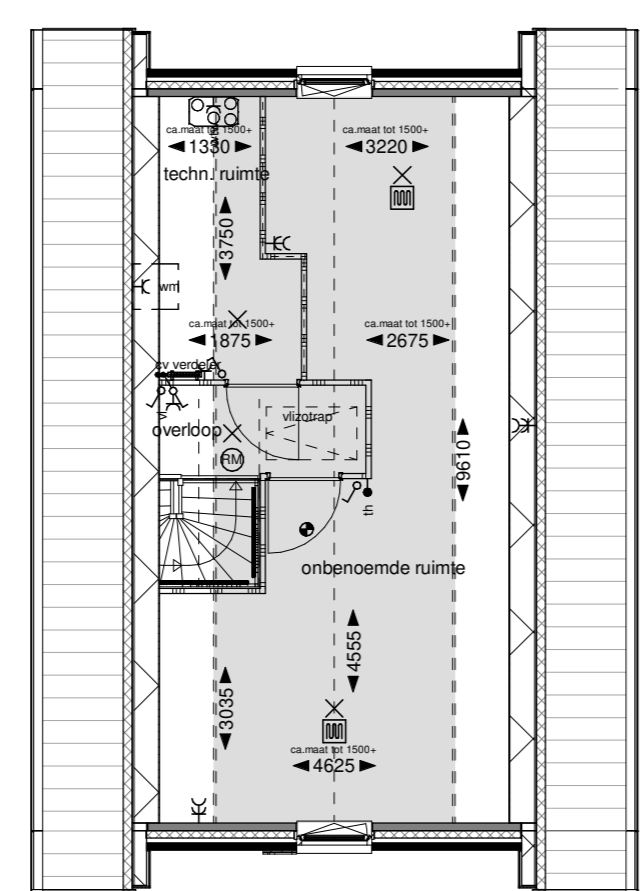 ca.maat tot 1500+
1330
techn. ruimte
ca.maat tot 1500+
3220
3750
wm
ca.maat tot 1500+
1875
ca.maat tot 1500+
2675
cv verdeler
vlizotrap
overloop
RM
9610
th
onbenoemde ruimte
4555
3035
ca.maat tot 1500+
4625